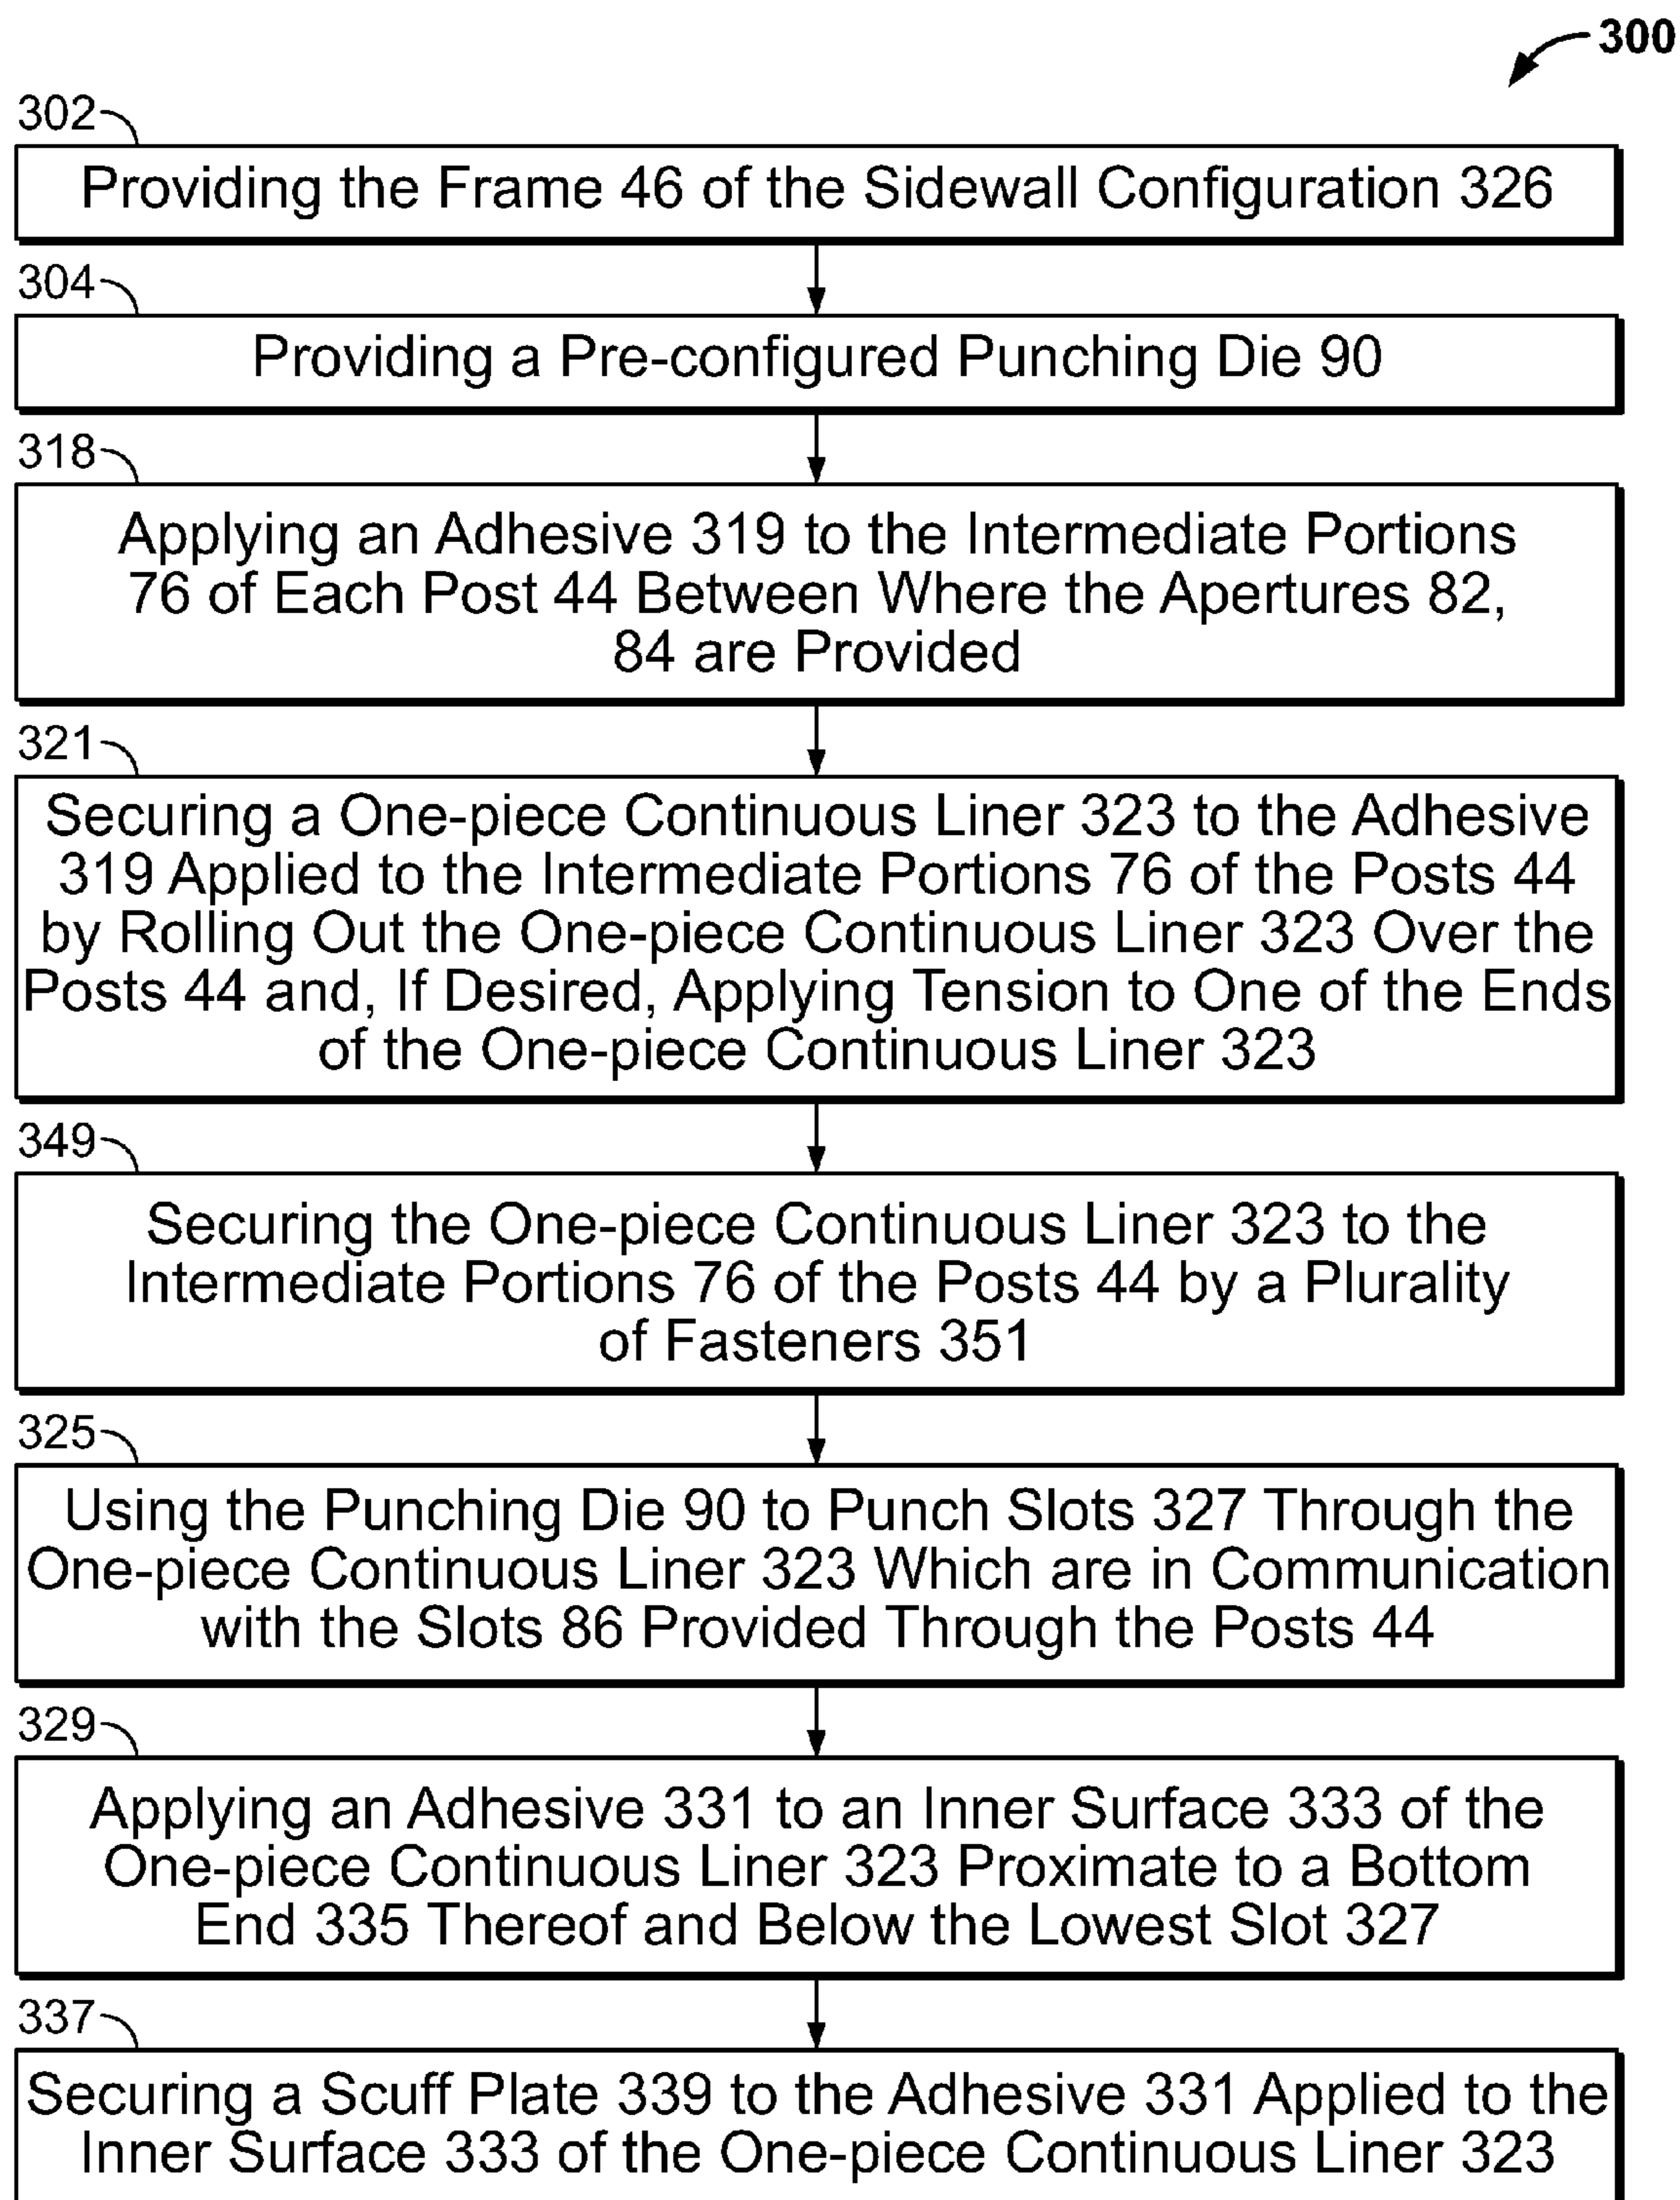 300
302
Providing the Frame 46 of the Sidewall Configuration 326
304
Providing a Pre-configured Punching Die 90
318
Applying an Adhesive 319 to the Intermediate Portions
76 of Each Post 44 Between Where the Apertures 82,
84 are Provided
321
Securing a One-piece Continuous Liner 323 to the Adhesive
319 Applied to the Intermediate Portions 76 of the Posts 44
by Rolling Out the One-piece Continuous Liner 323 Over the
Posts 44 and, If Desired, Applying Tension to One of the Ends
of the One-piece Continuous Liner 323
349
Securing the One-piece Continuous Liner 323 to the
Intermediate Portions 76 of the Posts 44 by a Plurality
of Fasteners 351
325
Using the Punching Die 90 to Punch Slots 327 Through the
One-piece Continuous Liner 323 Which are in Communication
with the Slots 86 Provided Through the Posts 44
329
Applying an Adhesive 331 to an Inner Surface 333 of the
One-piece Continuous Liner 323 Proximate to a Bottom
End 335 Thereof and Below the Lowest Slot 327
337
Securing a Scuff Plate 339 to the Adhesive 331 Applied to the
Inner Surface 333 of the One-piece Continuous Liner 323